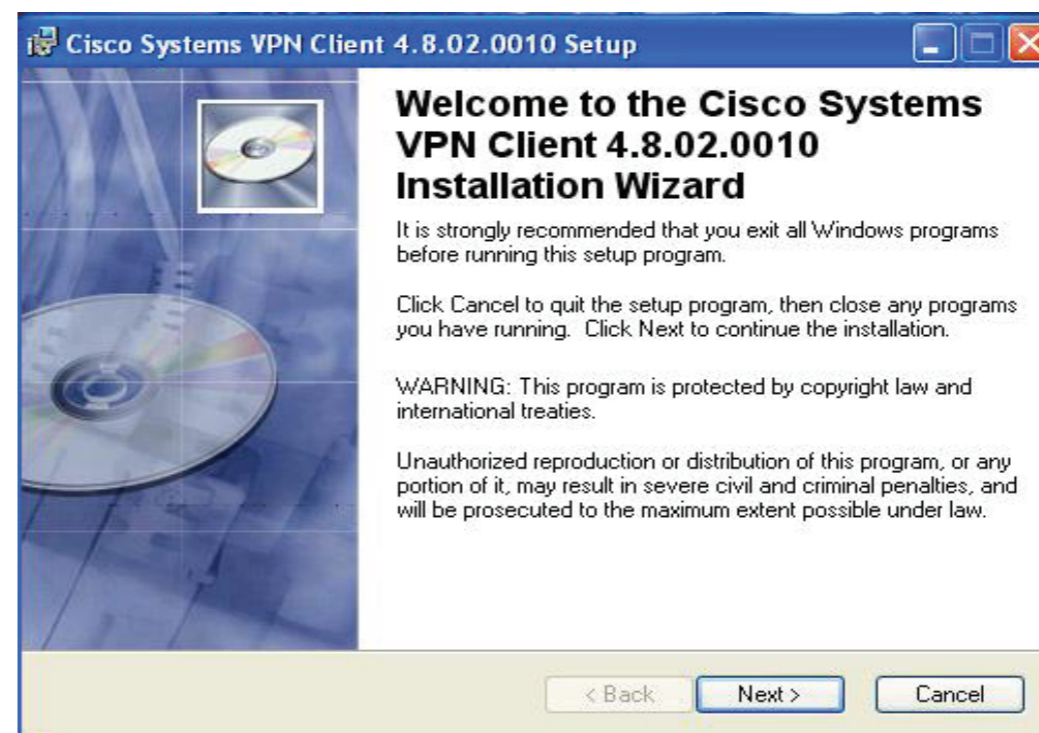 Cisco Systems VPN Client 4.8.02.0010 Setup
Welcome to the Cisco Systems
VPN Client 4.8.02.0010
Installation Wizard
It is strongly recommended that you exit all Windows programs
before running this setup program.
Click Cancel to quit the setup program, then close any programs
you have running. Click Next to continue the installation.
WARNING: This program is protected by copyright law and
international treaties.
Unauthorized reproduction or distribution of this program, or any
portion of it, may result in severe civil and criminal penalties, and
will be prosecuted to the maximum extent possible under law.
< Back Next > Cancel